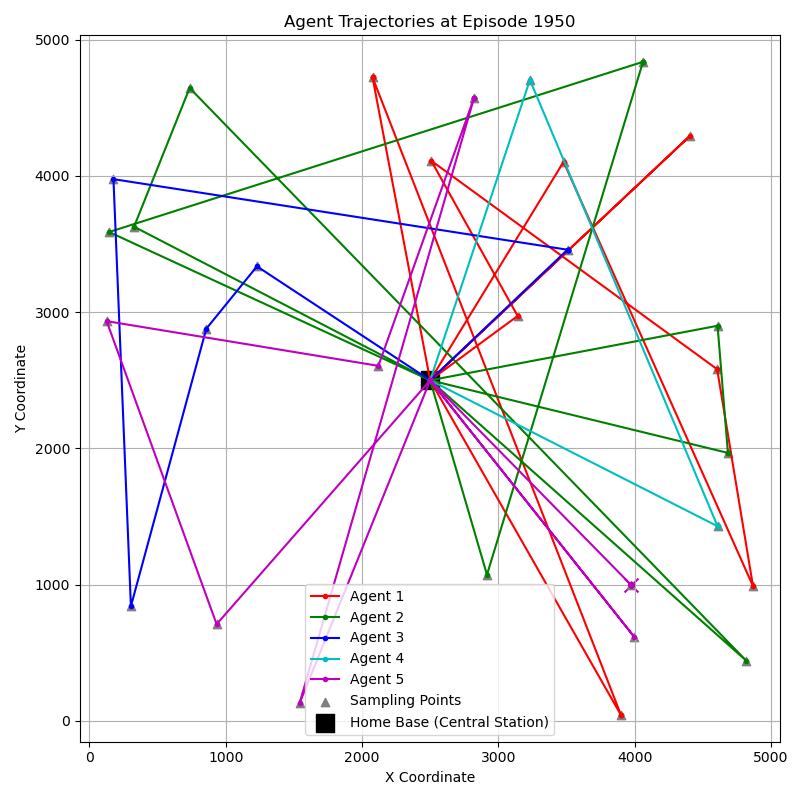 Agent Trajectories at Episode 1950
5000
4000
3000
2000
1000
0
Y Coordinate
Agent 1
Agent 2
Agent 3
Agent 4
Agent 5
Sampling Points
Home Base (Central Station)
0 1000 2000 3000 4000 5000
X Coordinate